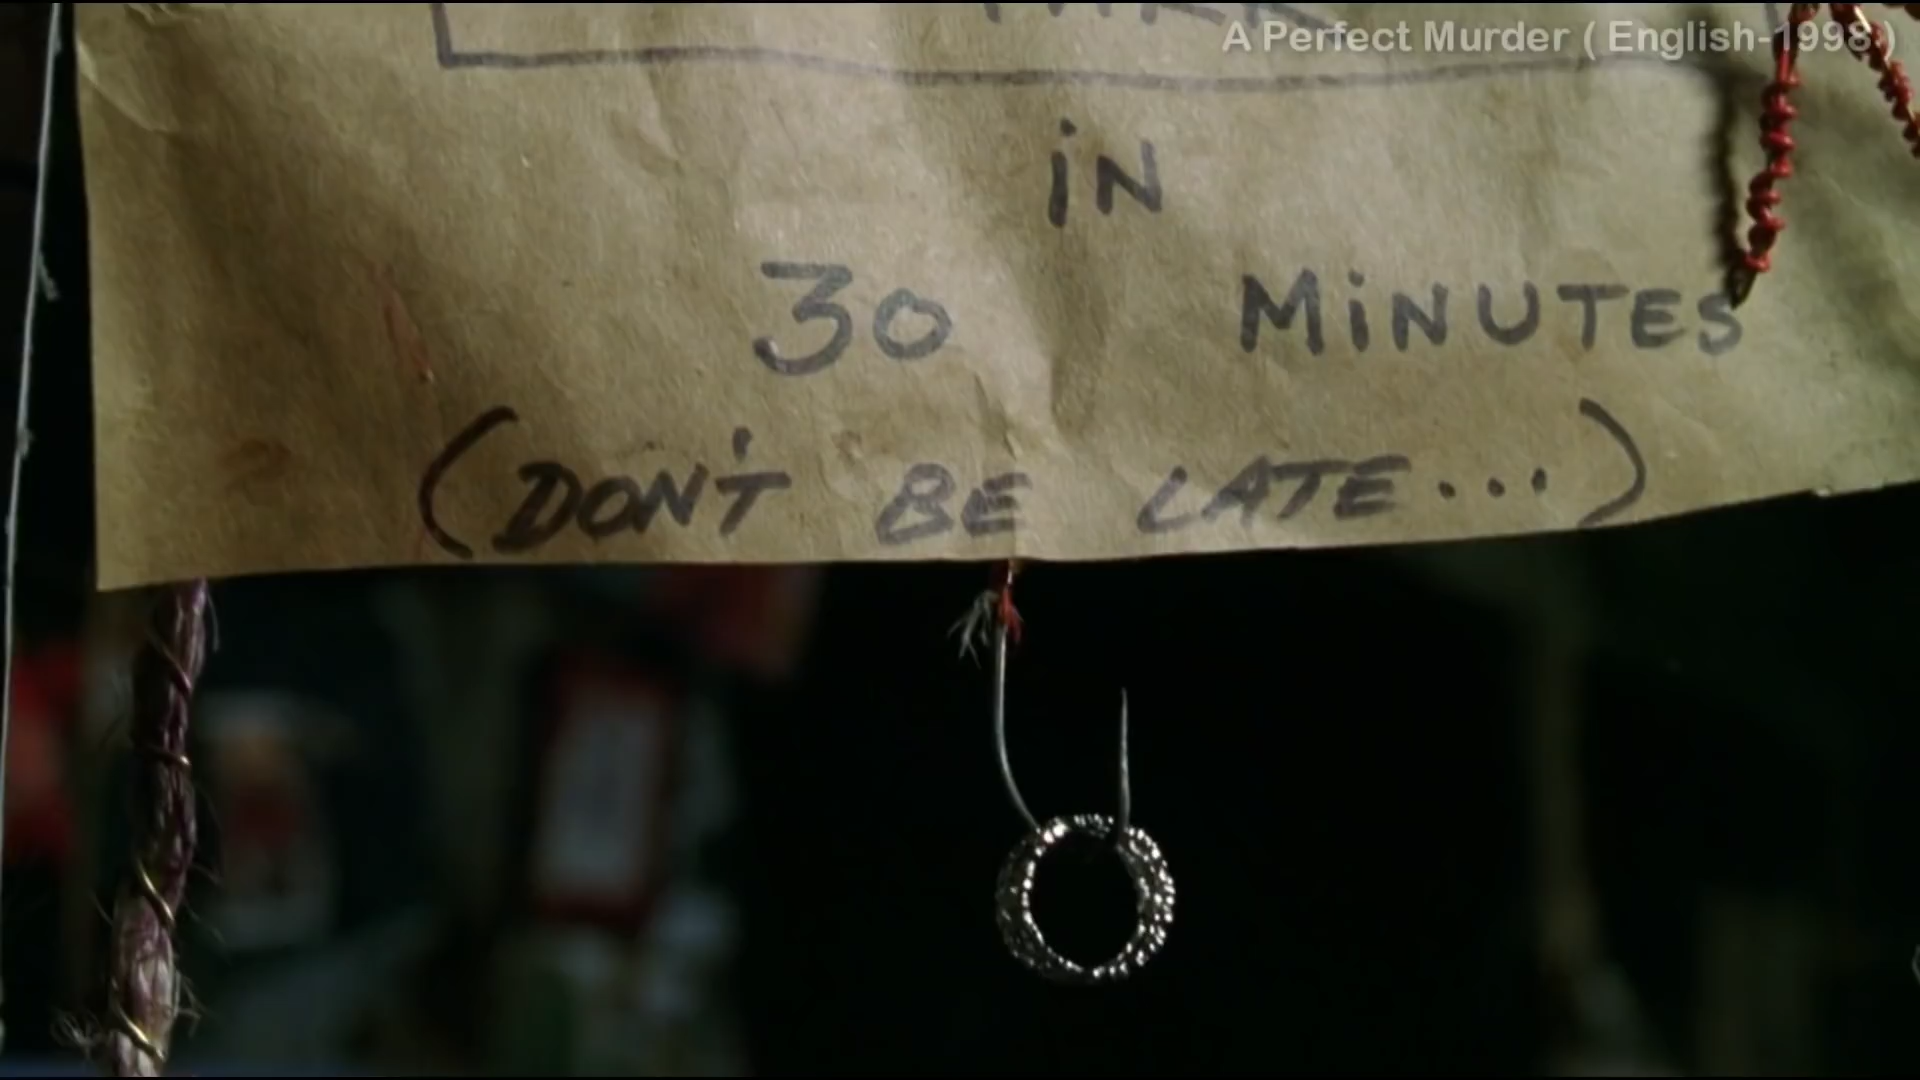 A Perfect Murder ( English-1998 )
iN
30 MiNUTES
(DON'T BE LATE...)